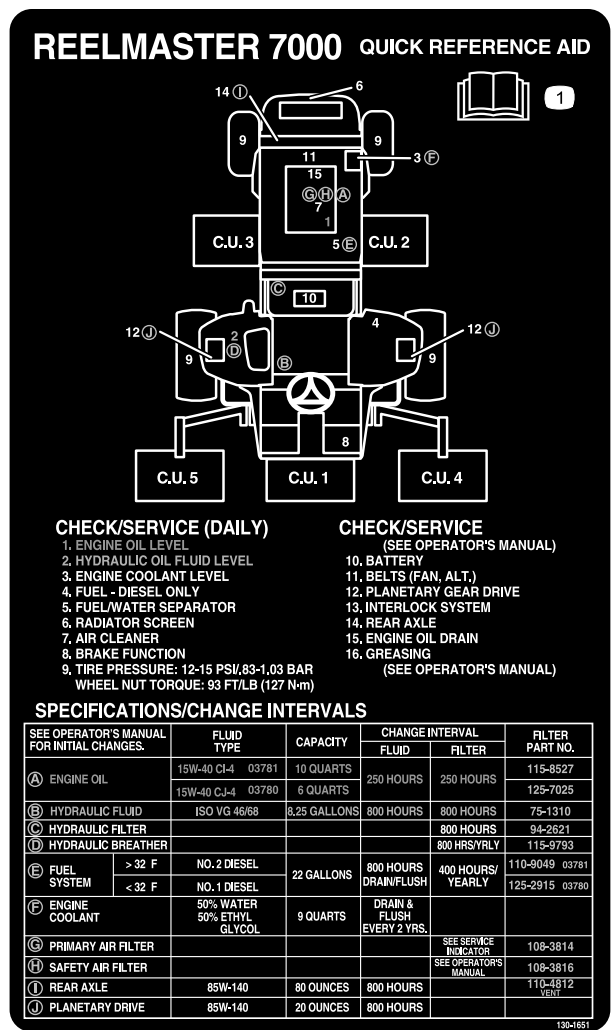 REELMASTER 7000 QUICK REFERENCE AID
1
6
14 Ⓘ
9
9
11
3 Ⓕ
15
Ⓖ Ⓗ Ⓐ
7
1
C.U. 3
5 Ⓔ
C.U. 2
Ⓒ
10
4
12 Ⓙ
2
12 Ⓙ
9
Ⓓ
Ⓑ
9
8
C.U. 5
C.U. 1
C.U. 4
CHECK/SERVICE (DAILY)
1. ENGINE OIL LEVEL
2. HYDRAULIC OIL FLUID LEVEL
3. ENGINE COOLANT LEVEL
4. FUEL - DIESEL ONLY
5. FUEL/WATER SEPARATOR
6. RADIATOR SCREEN
7. AIR CLEANER
8. BRAKE FUNCTION
9. TIRE PRESSURE: 12-15 PSI/,83-1,03 BAR
WHEEL NUT TORQUE: 93 FT/LB (127 N·m)
CHECK/SERVICE
(SEE OPERATOR'S MANUAL)
10. BATTERY
11. BELTS (FAN, ALT.)
12. PLANETARY GEAR DRIVE
13. INTERLOCK SYSTEM
14. REAR AXLE
15. ENGINE OIL DRAIN
16. GREASING
(SEE OPERATOR'S MANUAL)
SPECIFICATIONS/CHANGE INTERVALS
SEE OPERATOR'S MANUAL
FOR INITIAL CHANGES.
FLUID
TYPE
CAPACITY
CHANGE INTERVAL
FLUID
FILTER
FILTER
PART NO.
Ⓐ ENGINE OIL
15W-40 CI-4 03781
10 QUARTS
250 HOURS
250 HOURS
115-8527
15W-40 CJ-4 03780
6 QUARTS
125-7025
Ⓑ HYDRAULIC FLUID
ISO VG 46/68
8.25 GALLONS
800 HOURS
800 HOURS
75-1310
Ⓒ HYDRAULIC FILTER
800 HOURS
94-2621
Ⓓ HYDRAULIC BREATHER
800 HRS/YRLY
115-9793
Ⓔ FUEL
SYSTEM
> 32 F
NO. 2 DIESEL
22 GALLONS
800 HOURS
DRAIN/FLUSH
400 HOURS/
YEARLY
110-9049 03781
< 32 F
NO. 1 DIESEL
125-2915 03780
Ⓕ ENGINE
COOLANT
50% WATER
50% ETHYL
GLYCOL
9 QUARTS
DRAIN &
FLUSH
EVERY 2 YRS.
Ⓖ PRIMARY AIR FILTER
SEE SERVICE
INDICATOR
108-3814
Ⓗ SAFETY AIR FILTER
SEE OPERATOR'S
MANUAL
108-3816
Ⓘ REAR AXLE
85W-140
80 OUNCES
800 HOURS
110-4812
VENT
Ⓙ PLANETARY DRIVE
85W-140
20 OUNCES
800 HOURS
130-1651